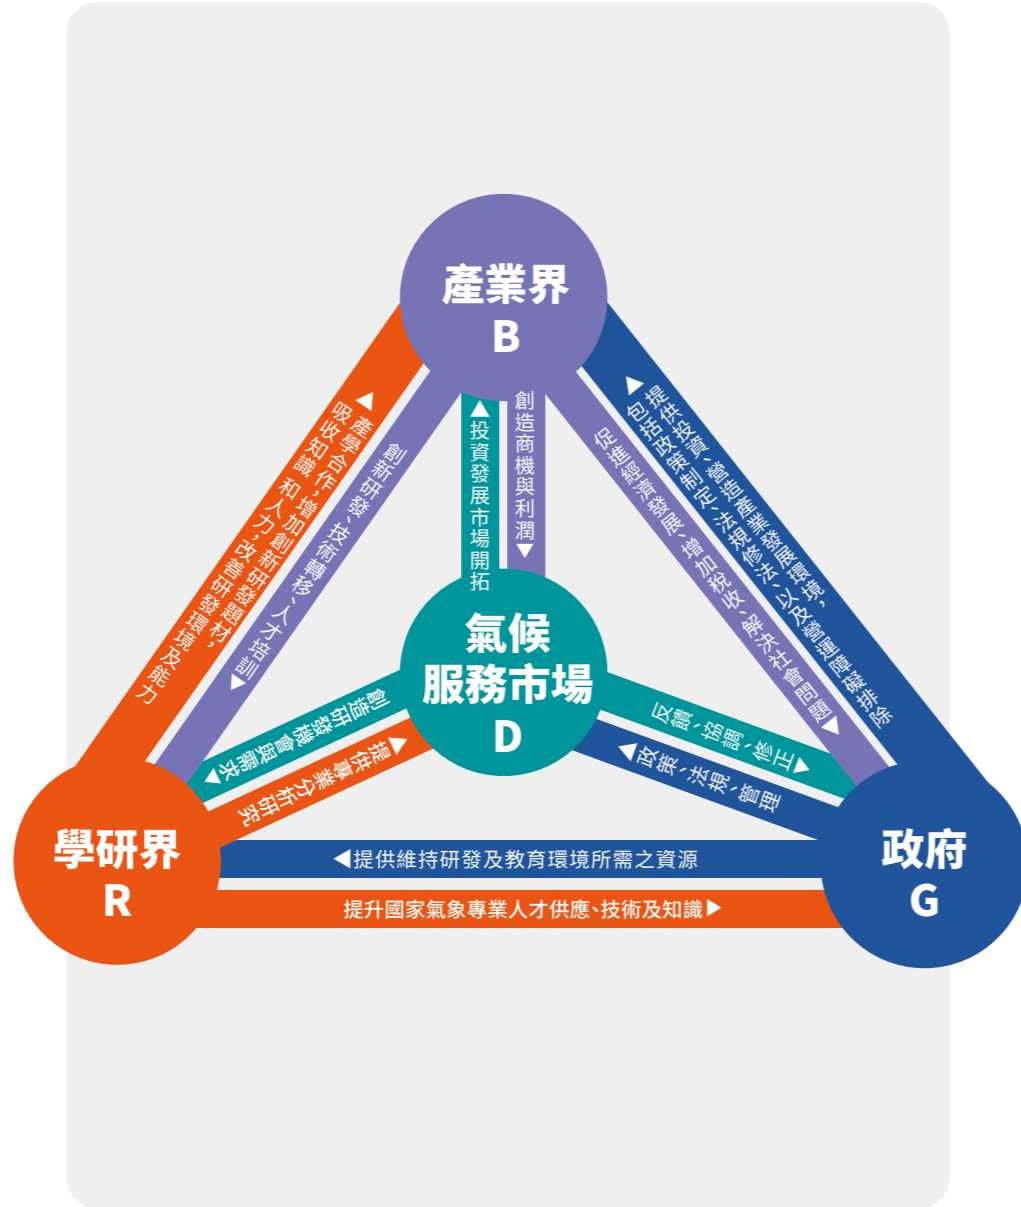 產業界
B
提供投資、營造產業發展環境,
包括政策制定、法規修法、以及營運障礙排除
產學合作,增加創新研發題材,
吸收知識 和人力,改善研發環境及能力
創新研發、技術轉移、人才培訓
投資發展市場開拓
創造商機與利潤
促進經濟發展、增加稅收、解決社會問題
氣候
服務市場
D
創造研發機會與需求
提供專業分析研究
反饋、協調、修正
政策、法規、管理
學研界
R
政府
G
提供維持研發及教育環境所需之資源
提升國家氣象專業人才供應、技術及知識